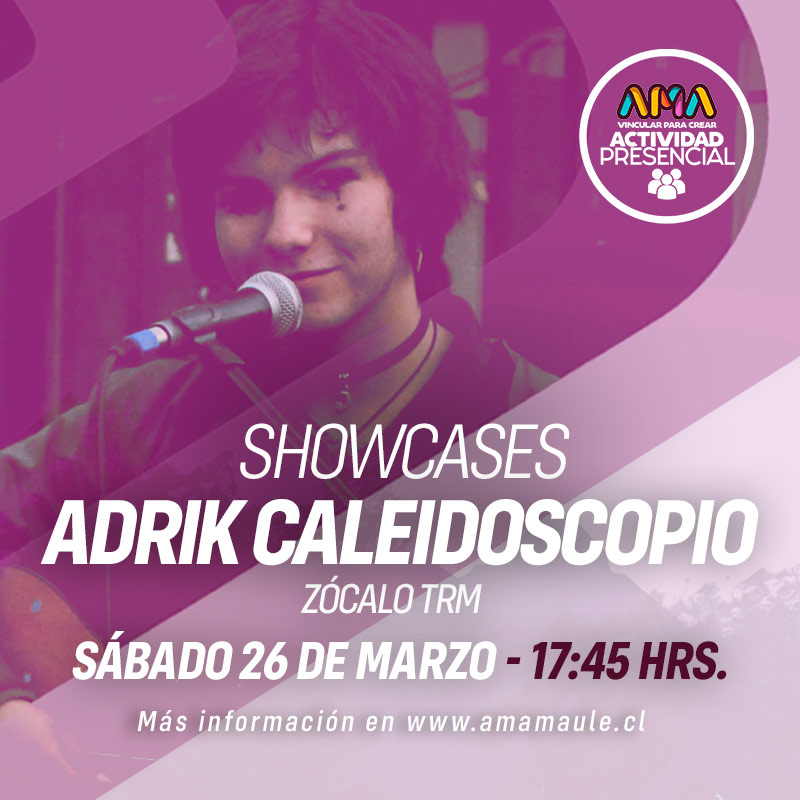 AMA
VINCULAR PARA CREAR
ACTIVIDAD
PRESENCIAL
SHOWCASES
ADRIK CALEIDOSCOPIO
ZÓCALO TRM
SÁBADO 26 DE MARZO - 17:45 HRS.
Más información en www.amamaule.cl